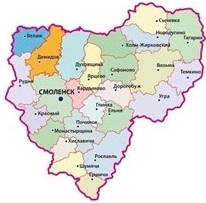 Сычевка
Новодугино
Гагарин
Велиж
Холм-Жирковский
Демидов
Духовщина
Сафоново
Вязьма
Темкино
Ярцево
Рудня
СМОЛЕНСК
Кардымово
Дорогобуж
Угра
Красный
Глинка
Ельня
Починок
Монастырщина
Хиславичи
Рославль
Шумячи
Ершичи